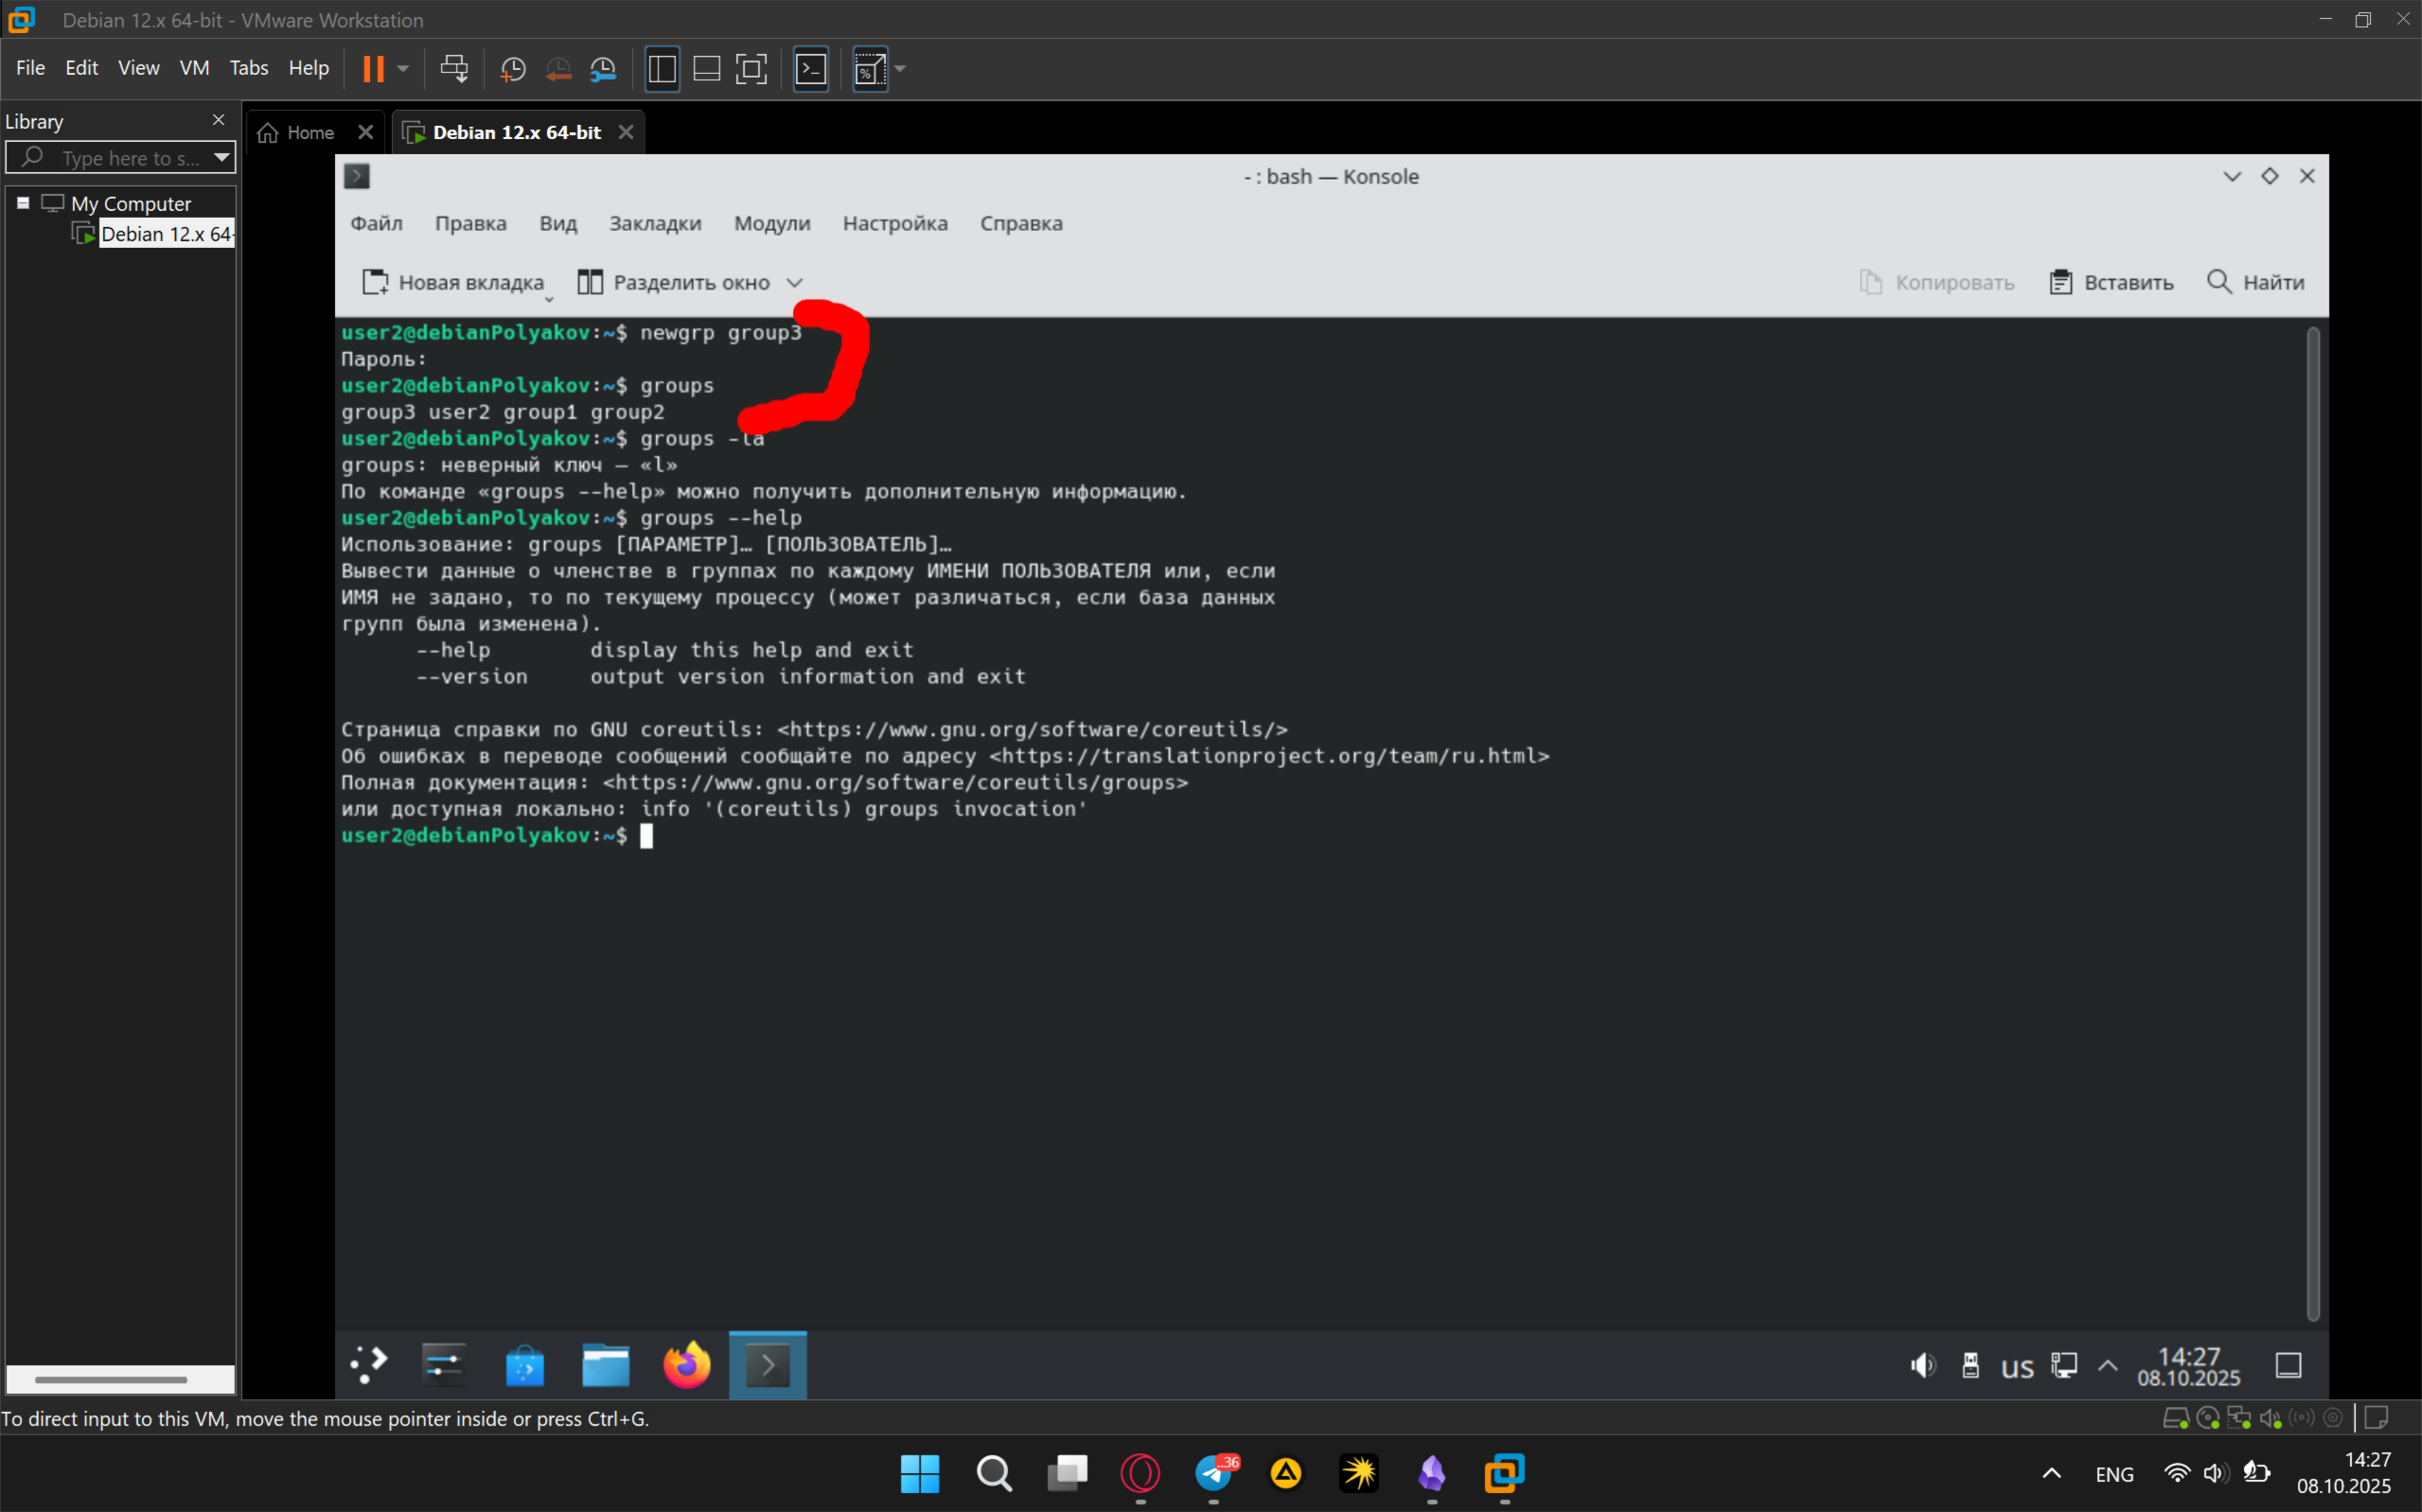 Debian 12.x 64-bit - VMware Workstation
File Edit View VM Tabs Help
Library
Home
Debian 12.x 64-bit
Type here to s...
My Computer
Debian 12.x 64-
- : bash — Konsole
Файл Правка Вид Закладки Модули Настройка Справка
Новая вкладка Разделить окно Копировать Вставить Найти
user2@debianPolyakov:~$ newgrp group3
Пароль:
user2@debianPolyakov:~$ groups
group3 user2 group1 group2
user2@debianPolyakov:~$ groups -la
groups: неверный ключ — «l»
По команде «groups --help» можно получить дополнительную информацию.
user2@debianPolyakov:~$ groups --help
Использование: groups [ПАРАМЕТР]… [ПОЛЬЗОВАТЕЛЬ]…
Вывести данные о членстве в группах по каждому ИМЕНИ ПОЛЬЗОВАТЕЛЯ или, если
ИМЯ не задано, то по текущему процессу (может различаться, если база данных
групп была изменена).
--help display this help and exit
--version output version information and exit
Страница справки по GNU coreutils: <https://www.gnu.org/software/coreutils/>
Об ошибках в переводе сообщений сообщайте по адресу <https://translationproject.org/team/ru.html>
Полная документация: <https://www.gnu.org/software/coreutils/groups>
или доступная локально: info '(coreutils) groups invocation'
user2@debianPolyakov:~$
us
14:27
08.10.2025
To direct input to this VM, move the mouse pointer inside or press Ctrl+G.
..36
ENG
14:27
08.10.2025